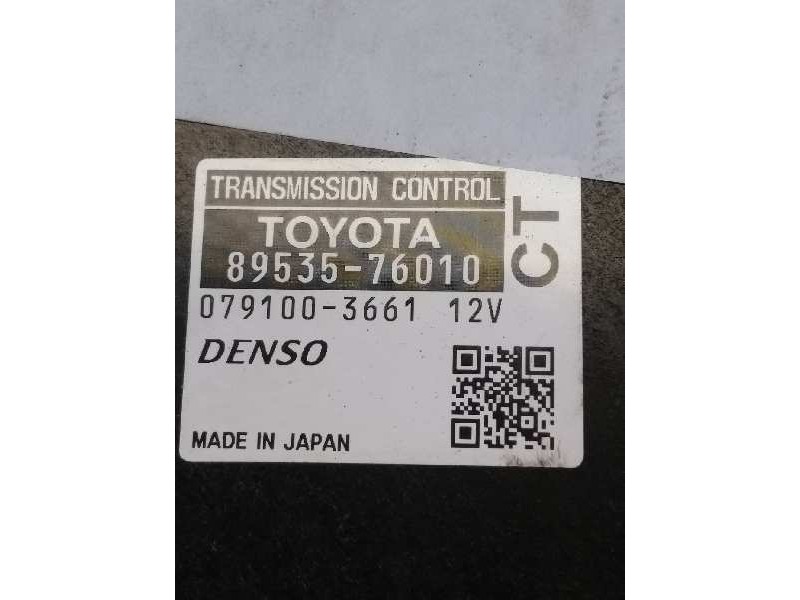 TRANSMISSION CONTROL
TOYOTA
89535-76010
079100-3661 12V
CT
DENSO
MADE IN JAPAN